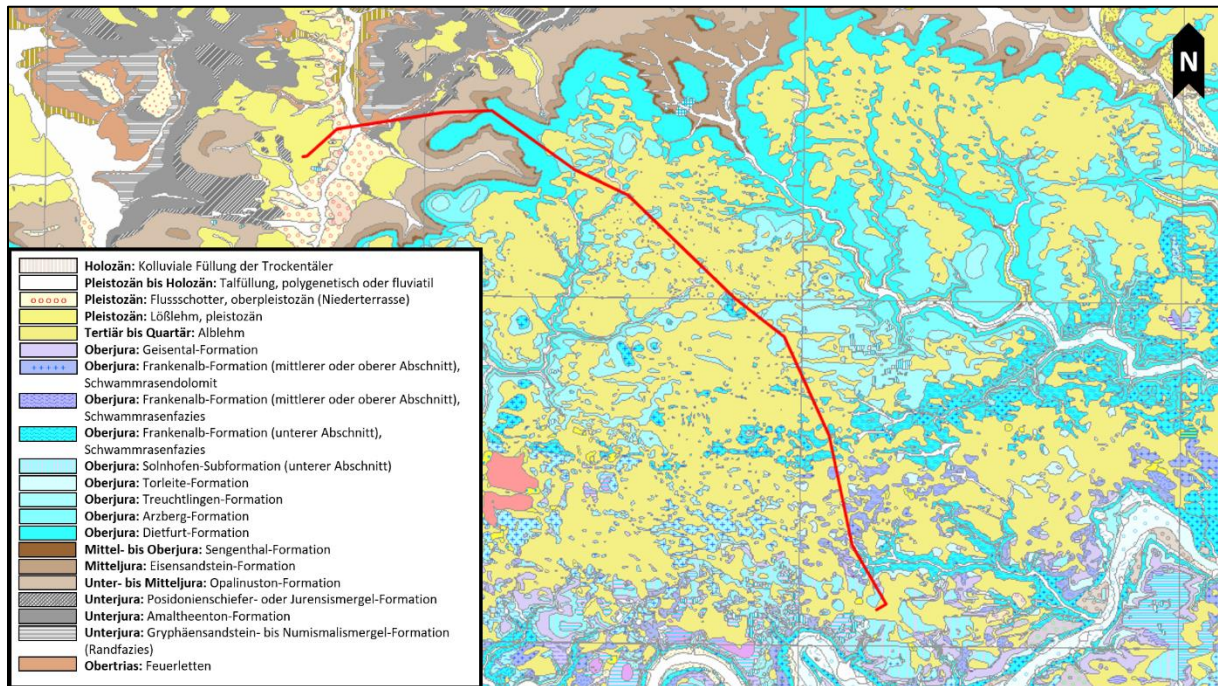 N
Holozän: Kolluviale Füllung der Trockentäler
Pleistozän bis Holozän: Talfüllung, polygenetisch oder fluviatil
Pleistozän: Flussschotter, oberpleistozän (Niederterrasse)
Pleistozän: Lößlehm, pleistozän
Tertiär bis Quartär: Alblehm
Oberjura: Geisental-Formation
Oberjura: Frankenalb-Formation (mittlerer oder oberer Abschnitt),
Schwammrasendolomit
Oberjura: Frankenalb-Formation (mittlerer oder oberer Abschnitt),
Schwammrasenfazies
Oberjura: Frankenalb-Formation (unterer Abschnitt),
Schwammrasenfazies
Oberjura: Solnhofen-Subformation (unterer Abschnitt)
Oberjura: Torleite-Formation
Oberjura: Treuchtlingen-Formation
Oberjura: Arzberg-Formation
Oberjura: Dietfurt-Formation
Mittel- bis Oberjura: Sengenthal-Formation
Mitteljura: Eisensandstein-Formation
Unter- bis Mitteljura: Opalinuston-Formation
Unterjura: Posidonienschiefer- oder Jurensismergel-Formation
Unterjura: Amaltheenton-Formation
Unterjura: Gryphäensandstein- bis Numismalismergel-Formation
(Randfazies)
Obertrias: Feuerletten